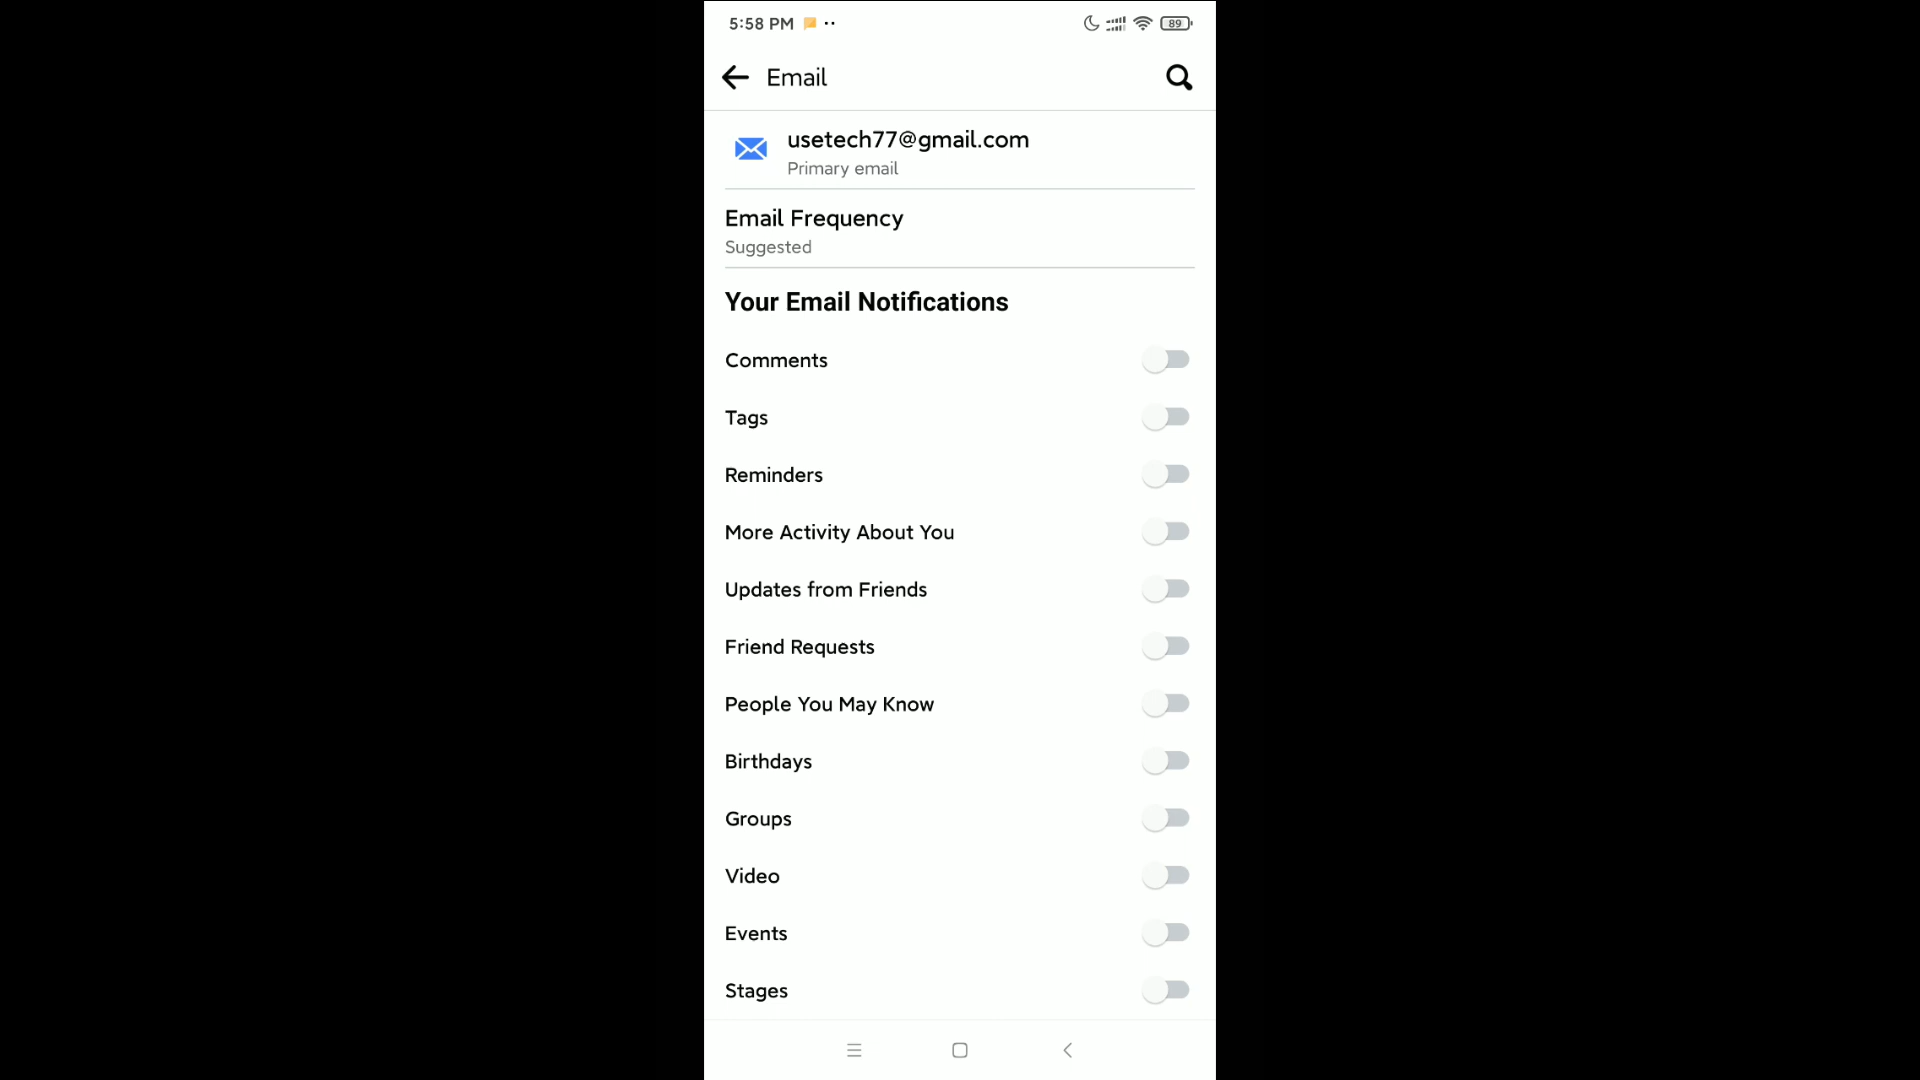 5:58 PM
89
Email
usetech77@gmail.com
Primary email
Email Frequency
Suggested
Your Email Notifications
Comments
Tags
Reminders
More Activity About You
Updates from Friends
Friend Requests
People You May Know
Birthdays
Groups
Video
Events
Stages